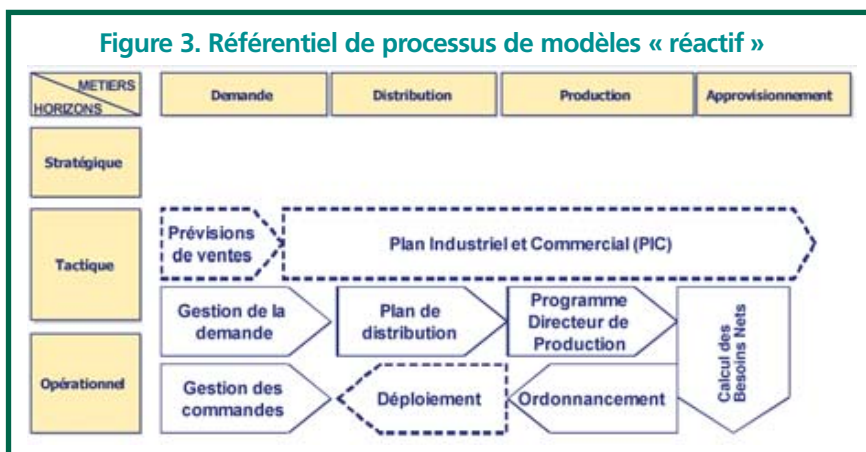 Figure 3. Référentiel de processus de modèles « réactif »
METIERS
HORIZONS
Demande
Distribution
Production
Approvisionnement
Stratégique
Tactique
Prévisions
de ventes
Plan Industriel et Commercial (PIC)
Gestion de la
demande
Plan de
distribution
Programme
Directeur de
Production
Calcul des
Besoins Nets
Opérationnel
Gestion des
commandes
Déploiement
Ordonnancement